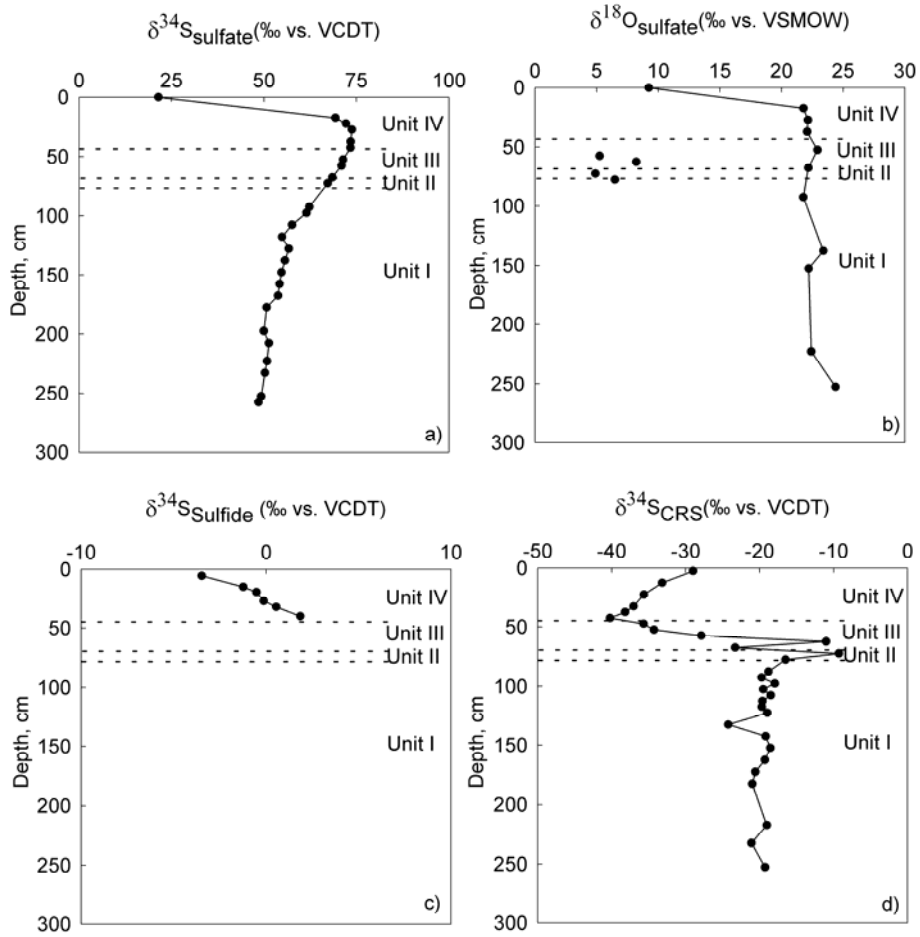 δ34Ssulfate(‰ vs. VCDT)
0 25 50 75 100
0
50
100
150
200
250
300
Depth, cm
Unit IV
Unit III
Unit II
Unit I
a)
δ18Osulfate(‰ vs. VSMOW)
0 5 10 15 20 25 30
0
50
100
150
200
250
300
Depth, cm
Unit IV
Unit III
Unit II
Unit I
b)
δ34SSulfide (‰ vs. VCDT)
-10 0 10
0
50
100
150
200
250
300
Depth, cm
Unit IV
Unit III
Unit II
Unit I
c)
δ34SCRS(‰ vs. VCDT)
-50 -40 -30 -20 -10 0
0
50
100
150
200
250
300
Depth, cm
Unit IV
Unit III
Unit II
Unit I
d)